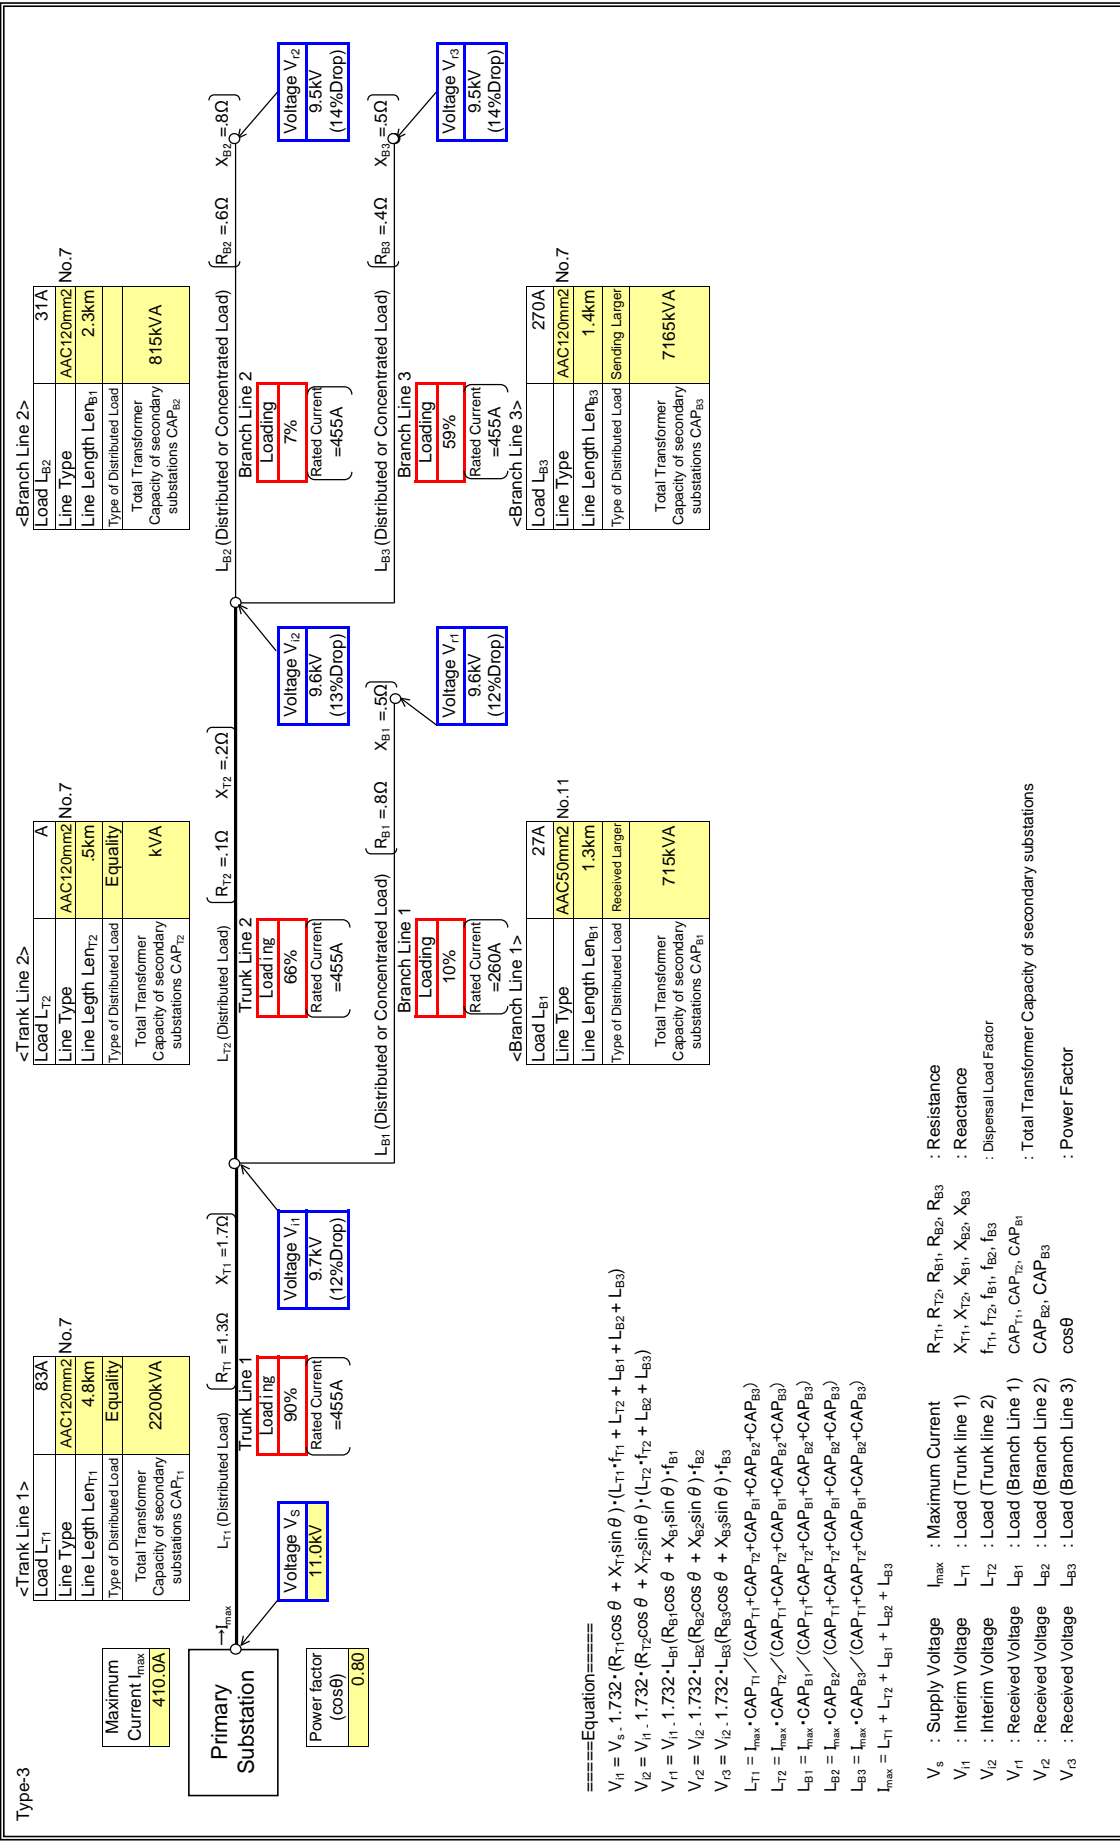 Type-3
Maximum
Current Imax
410.0A
Primary
Substation
Power factor
(cosθ)
0.80
→Imax
Voltage Vs
11.0kV
<Trank Line 1>
Load LT1 83A
Line Type AAC120mm2 No.7
Line Legth LenT1 4.8km
Type of Distributed Load Equality
Total Transformer
Capacity of secondary
substations CAPT1
2200kVA
LT1 (Distributed Load) ( RT1 =1.3Ω XT1 =1.7Ω )
Trunk Line 1
Loading
90%
Rated Current
=455A
Voltage Vi1
9.7kV
(12%Drop)
<Trank Line 2>
Load LT2 A
Line Type AAC120mm2 No.7
Line Legth LenT2 .5km
Type of Distributed Load Equality
Total Transformer
Capacity of secondary
substations CAPT2
kVA
LT2 (Distributed Load) ( RT2 =.1Ω XT2 =.2Ω )
Trunk Line 2
Loading
66%
Rated Current
=455A
Voltage Vi2
9.6kV
(13%Drop)
LB1 (Distributed or Concentrated Load) ( RB1 =.8Ω XB1 =.5Ω )
Branch Line 1
Loading
10%
Rated Current
=260A
Voltage Vr1
9.6kV
(12%Drop)
<Branch Line 1>
Load LB1 27A
Line Type AAC50mm2 No.11
Line Length LenB1 1.3km
Type of Distributed Load Received Larger
Total Transformer
Capacity of secondary
substations CAPB1
715kVA
<Branch Line 2>
Load LB2 31A
Line Type AAC120mm2 No.7
Line Length LenB1 2.3km
Type of Distributed Load
Total Transformer
Capacity of secondary
substations CAPB2
815kVA
LB2 (Distributed or Concentrated Load) ( RB2 =.6Ω XB2 =.8Ω )
Branch Line 2
Loading
7%
Rated Current
=455A
Voltage Vr2
9.5kV
(14%Drop)
LB3 (Distributed or Concentrated Load) ( RB3 =.4Ω XB3 =.5Ω )
Branch Line 3
Loading
59%
Rated Current
=455A
Voltage Vr3
9.5kV
(14%Drop)
<Branch Line 3>
Load LB3 270A
Line Type AAC120mm2 No.7
Line Length LenB3 1.4km
Type of Distributed Load Sending Larger
Total Transformer
Capacity of secondary
substations CAPB3
7165kVA
=====Equation=====
Vi1 = Vs - 1.732・(RT1cos θ + XT1sin θ)・(LT1・fT1 + LT2 + LB1 + LB2 + LB3)
Vi2 = Vi1 - 1.732・(RT2cos θ + XT2sin θ)・(LT2・fT2 + LB2 + LB3)
Vr1 = Vi1 - 1.732・LB1(RB1cos θ + XB1sin θ)・fB1
Vr2 = Vi2 - 1.732・LB2(RB2cos θ + XB2sin θ)・fB2
Vr3 = Vi2 - 1.732・LB3(RB3cos θ + XB3sin θ)・fB3
LT1 = Imax・CAPT1／(CAPT1+CAPT2+CAPB1+CAPB2+CAPB3)
LT2 = Imax・CAPT2／(CAPT1+CAPT2+CAPB1+CAPB2+CAPB3)
LB1 = Imax・CAPB1／(CAPT1+CAPT2+CAPB1+CAPB2+CAPB3)
LB2 = Imax・CAPB2／(CAPT1+CAPT2+CAPB1+CAPB2+CAPB3)
LB3 = Imax・CAPB3／(CAPT1+CAPT2+CAPB1+CAPB2+CAPB3)
Imax = LT1 + LT2 + LB1 + LB2 + LB3
Vs : Supply Voltage Imax : Maximum Current RT1, RT2, RB1, RB2, RB3 : Resistance
Vi1 : Interim Voltage LT1 : Load (Trunk line 1) XT1, XT2, XB1, XB2, XB3 : Reactance
Vi2 : Interim Voltage LT2 : Load (Trunk line 2) fT1, fT2, fB1, fB2, fB3 : Dispersal Load Factor
Vr1 : Received Voltage LB1 : Load (Branch Line 1) CAPT1, CAPT2, CAPB1 : Total Transformer Capacity of secondary substations
Vr2 : Received Voltage LB2 : Load (Branch Line 2) CAPB2, CAPB3
Vr3 : Received Voltage LB3 : Load (Branch Line 3) cosθ : Power Factor